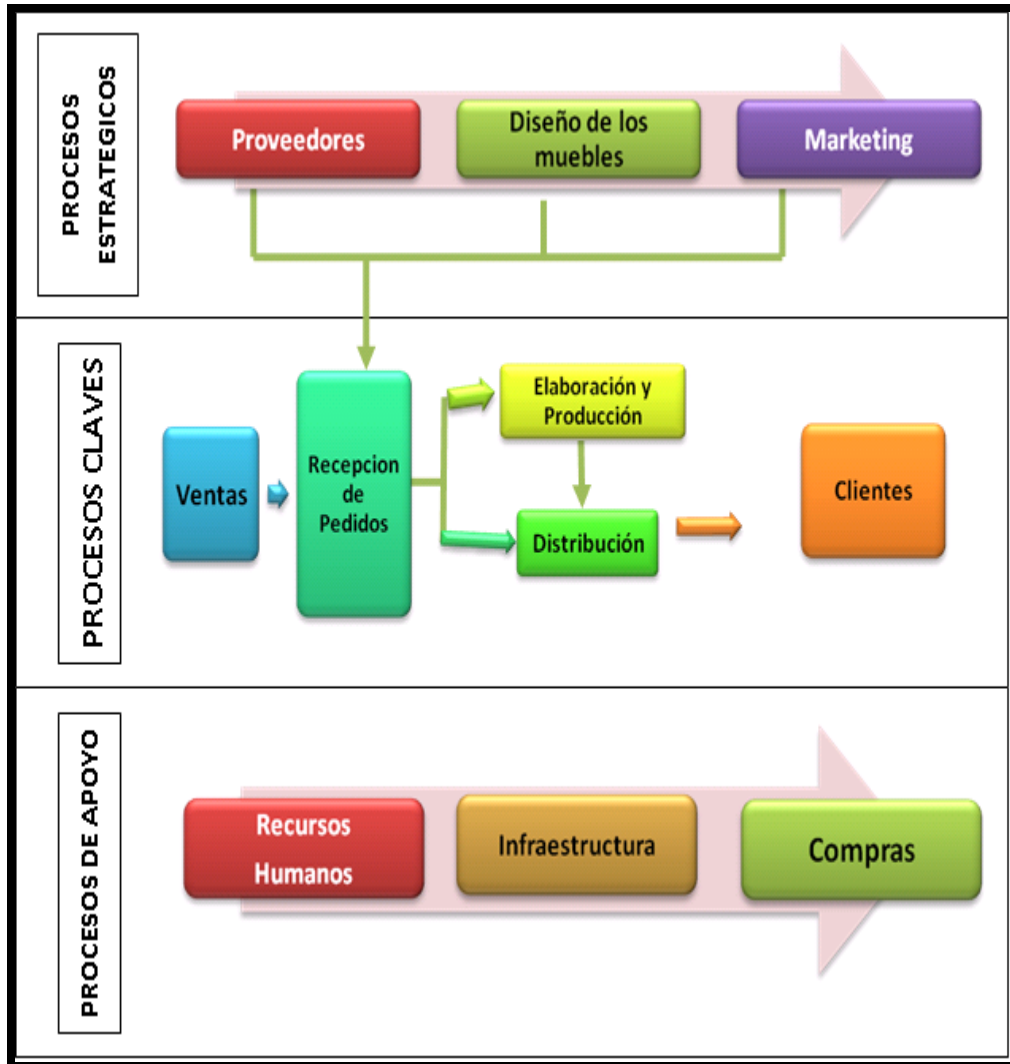 PROCESOS
ESTRATEGICOS
Proveedores
Diseño de los
muebles
Marketing
PROCESOS CLAVES
Ventas
Recepcion
de
Pedidos
Elaboración y
Producción
Distribución
Clientes
PROCESOS DE APOYO
Recursos
Humanos
Infraestructura
Compras